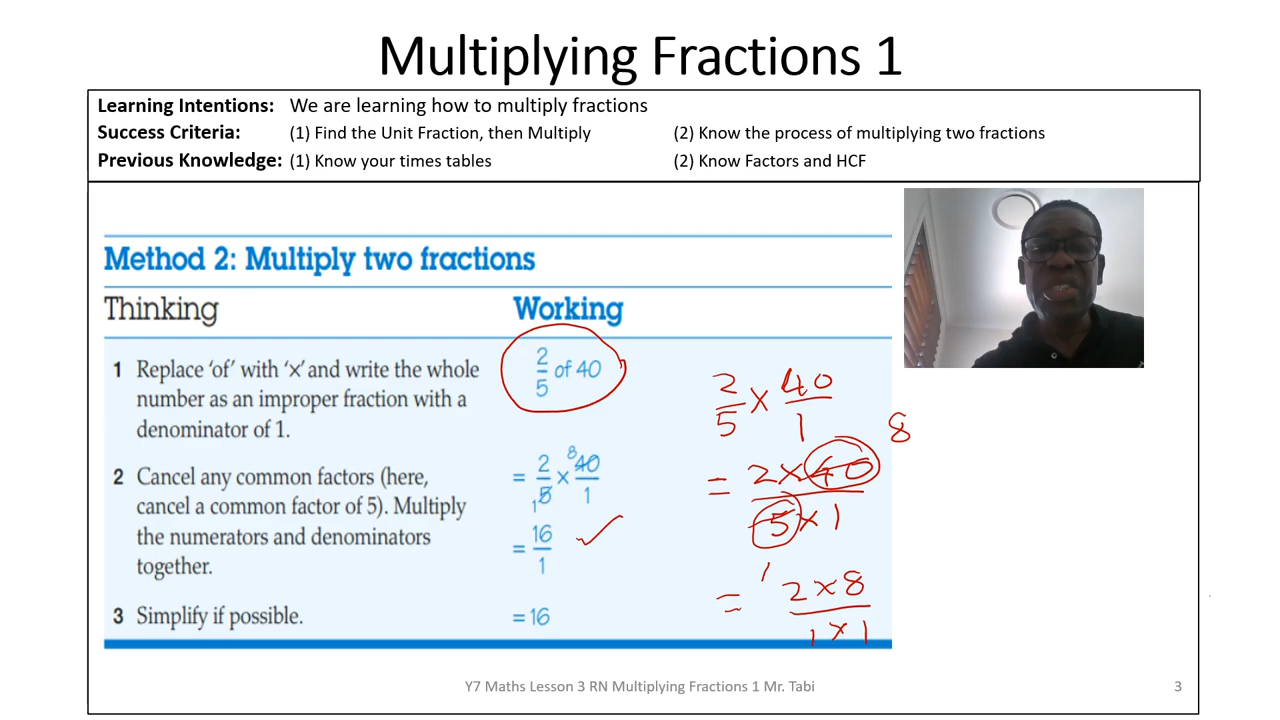 Multiplying Fractions 1
Learning Intentions: We are learning how to multiply fractions
Success Criteria: (1) Find the Unit Fraction, then Multiply (2) Know the process of multiplying two fractions
Previous Knowledge: (1) Know your times tables (2) Know Factors and HCF
Method 2: Multiply two fractions
Thinking Working
1 Replace 'of' with '×' and write the whole
number as an improper fraction with a
denominator of 1.
2/5 of 40
2 Cancel any common factors (here,
cancel a common factor of 5). Multiply
the numerators and denominators
together.
= 2/5 × 40/1
8
1
= 16/1
3 Simplify if possible. = 16
2/5 × 40/1
8
= 2×40/5×1
1
= 2×8/1×1
Y7 Maths Lesson 3 RN Multiplying Fractions 1 Mr. Tabi 3